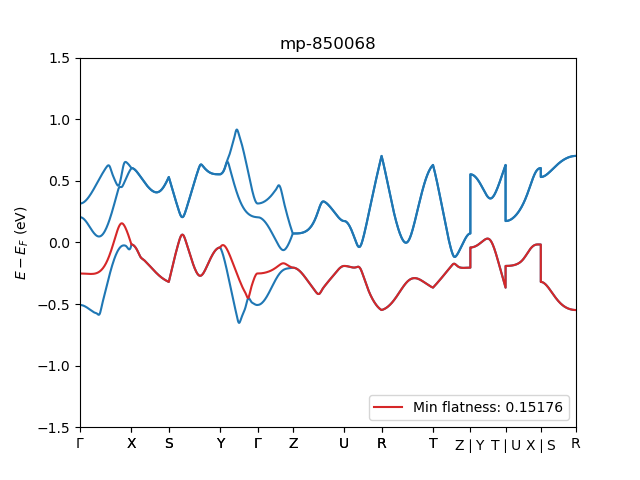 mp-850068
1.5
1.0
0.5
0.0
−0.5
−1.0
−1.5
E − E_F (eV)
Min flatness: 0.15176
Γ X S Y Γ Z U R T Z | Y T | U X | S R